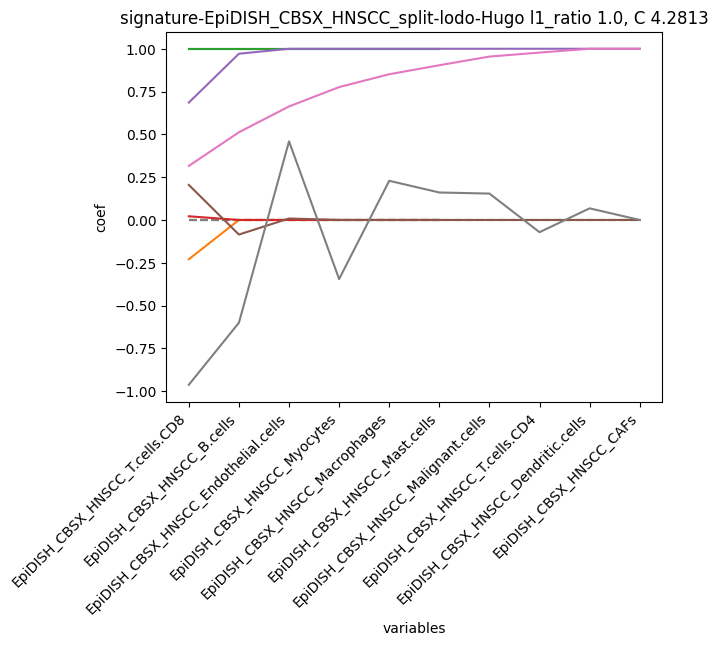 signature-EpiDISH_CBSX_HNSCC_split-lodo-Hugo l1_ratio 1.0, C 4.2813
coef
1.00
0.75
0.50
0.25
0.00
−0.25
−0.50
−0.75
−1.00
EpiDISH_CBSX_HNSCC_T.cells.CD8
EpiDISH_CBSX_HNSCC_B.cells
EpiDISH_CBSX_HNSCC_Endothelial.cells
EpiDISH_CBSX_HNSCC_Myocytes
EpiDISH_CBSX_HNSCC_Macrophages
EpiDISH_CBSX_HNSCC_Mast.cells
EpiDISH_CBSX_HNSCC_Malignant.cells
EpiDISH_CBSX_HNSCC_T.cells.CD4
EpiDISH_CBSX_HNSCC_Dendritic.cells
EpiDISH_CBSX_HNSCC_CAFs
variables